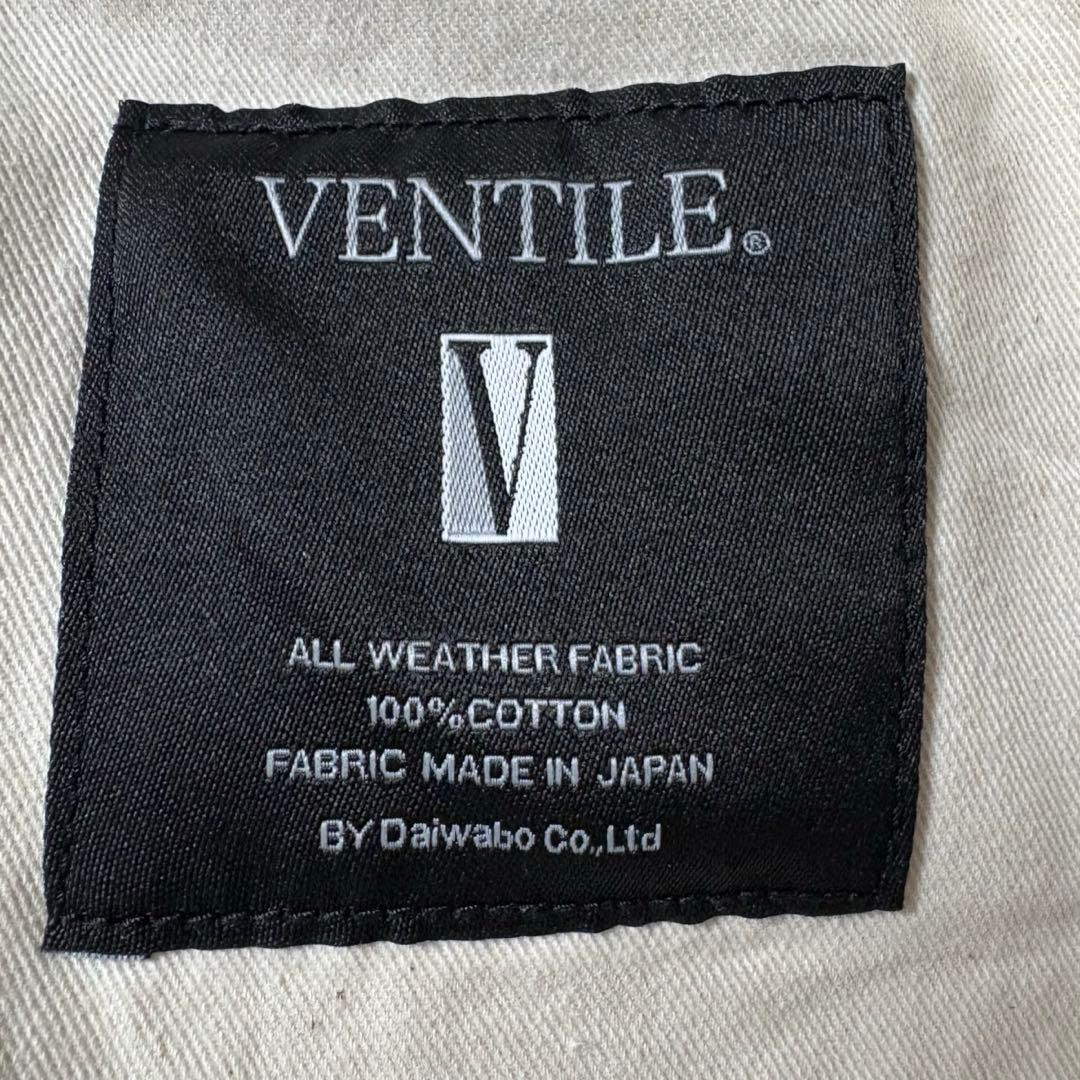 VENTILE.®
V
ALL WEATHER FABRIC
100%COTTON
FABRIC MADE IN JAPAN
BY Daiwabo Co.,Ltd